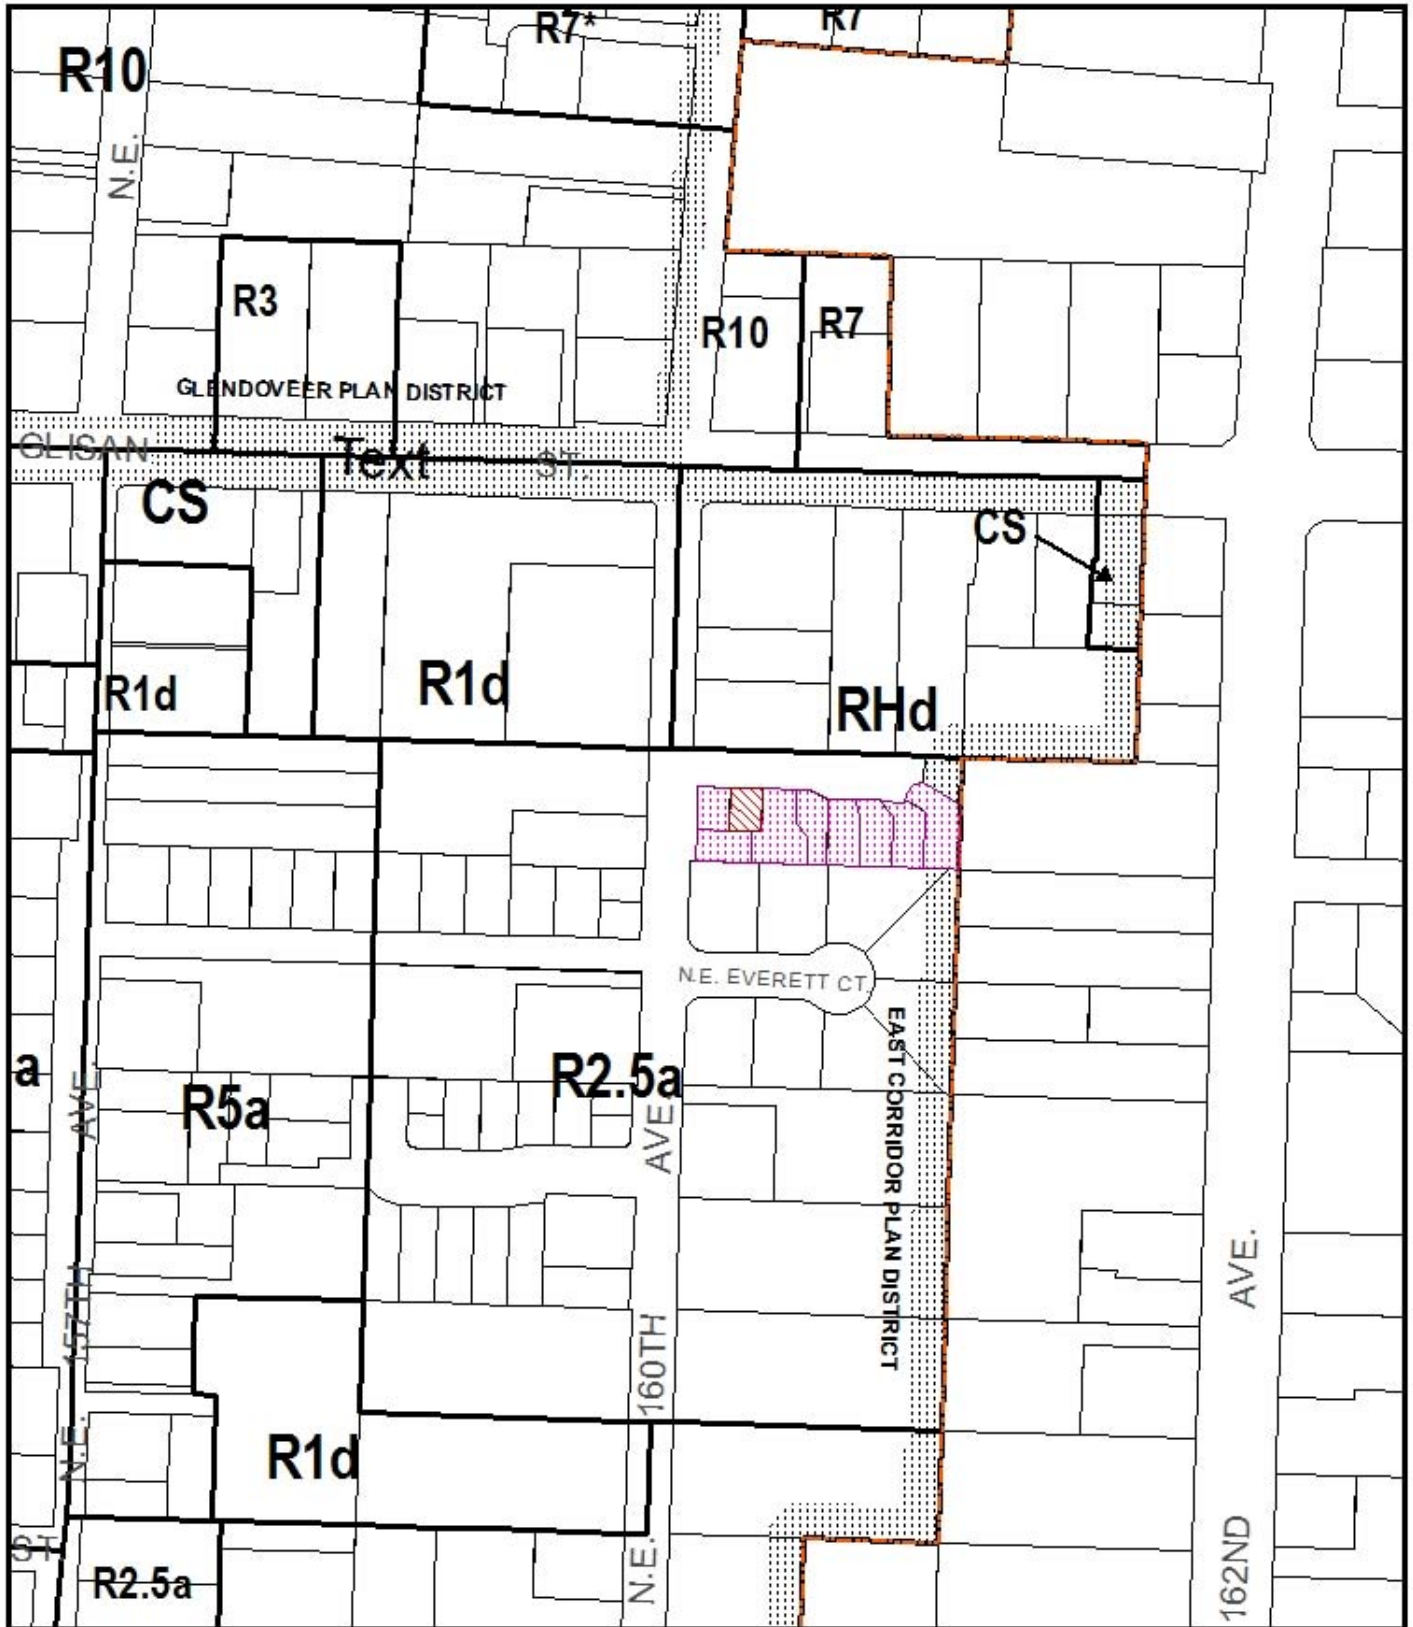 R7*
R7
R10
N.E.
R3
R10
R7
GLENDOVEER PLAN DISTRICT
GLISAN
Text
ST.
CS
CS
R1d
R1d
RHd
N.E. EVERETT CT.
EAST CORRIDOR PLAN DISTRICT
a
AVE.
R5a
R2.5a
AVE.
157TH
N.E.
160TH
N.E.
AVE.
162ND
R1d
ST
R2.5a